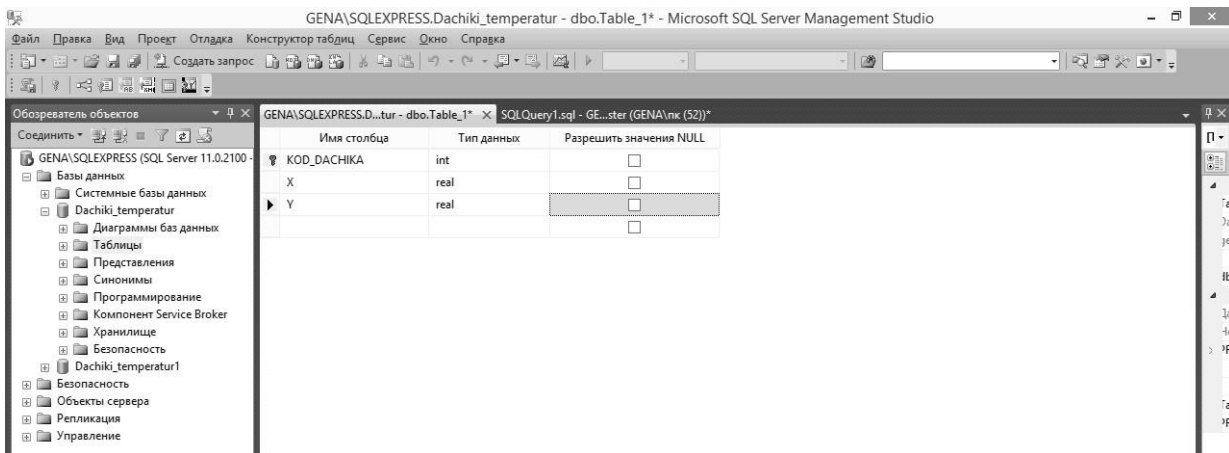 GENA\SQLEXPRESS.Dachiki_temperatur - dbo.Table_1* - Microsoft SQL Server Management Studio
Файл Правка Вид Проект Отладка Конструктор таблиц Сервис Окно Справка
Создать запрос
Обозреватель объектов
GENA\SQLEXPRESS.D...tur - dbo.Table_1* SQLQuery1.sql - GE...ster (GENA\пк (52))*
Соединить
Имя столбца Тип данных Разрешить значения NULL
KOD_DACHIKA int
X real
Y real
GENA\SQLEXPRESS (SQL Server 11.0.2100 -
Базы данных
Системные базы данных
Dachiki_temperatur
Диаграммы баз данных
Таблицы
Представления
Синонимы
Программирование
Компонент Service Broker
Хранилище
Безопасность
Dachiki_temperatur1
Безопасность
Объекты сервера
Репликация
Управление